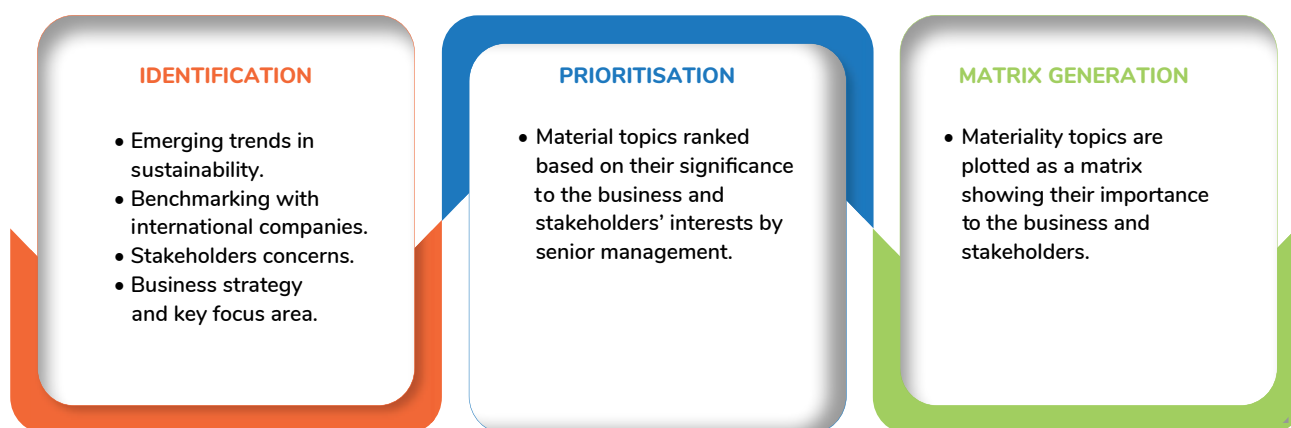 IDENTIFICATION
• Emerging trends in
sustainability.
• Benchmarking with
international companies.
• Stakeholders concerns.
• Business strategy
and key focus area.
PRIORITISATION
• Material topics ranked
based on their significance
to the business and
stakeholders’ interests by
senior management.
MATRIX GENERATION
• Materiality topics are
plotted as a matrix
showing their importance
to the business and
stakeholders.